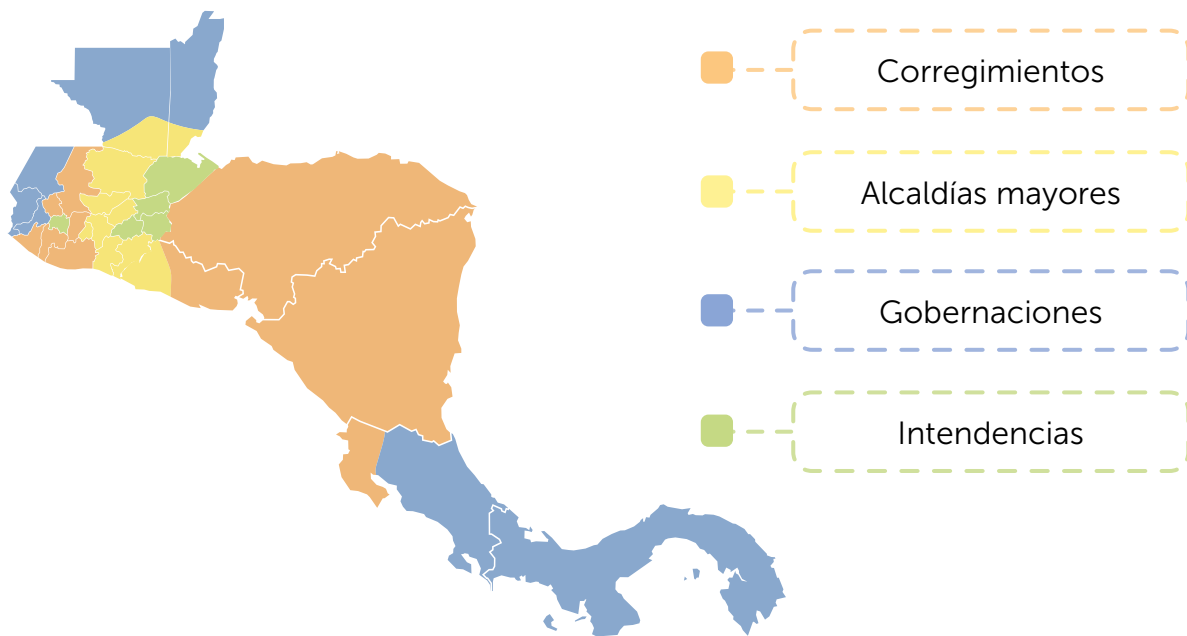 Corregimientos
Alcaldías mayores
Gobernaciones
Intendencias